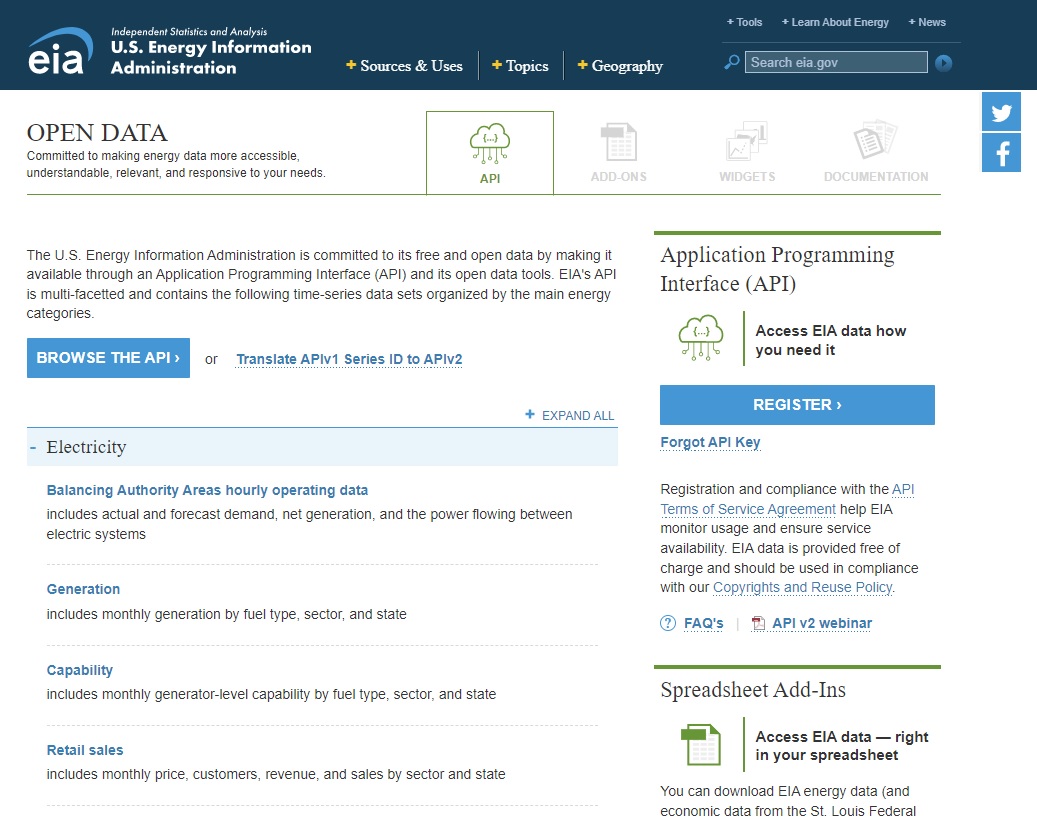 + Tools + Learn About Energy + News
eia
Independent Statistics and Analysis
U.S. Energy Information
Administration
+ Sources & Uses + Topics + Geography
Search eia.gov
OPEN DATA
Committed to making energy data more accessible,
understandable, relevant, and responsive to your needs.
{...}
API
ADD-ONS
WIDGETS
DOCUMENTATION
The U.S. Energy Information Administration is committed to its free and open data by making it
available through an Application Programming Interface (API) and its open data tools. EIA's API
is multi-facetted and contains the following time-series data sets organized by the main energy
categories.
BROWSE THE API › or Translate APIv1 Series ID to APIv2
+ EXPAND ALL
- Electricity
Balancing Authority Areas hourly operating data
includes actual and forecast demand, net generation, and the power flowing between
electric systems
Generation
includes monthly generation by fuel type, sector, and state
Capability
includes monthly generator-level capability by fuel type, sector, and state
Retail sales
includes monthly price, customers, revenue, and sales by sector and state
Application Programming
Interface (API)
{...}
Access EIA data how
you need it
REGISTER ›
Forgot API Key
Registration and compliance with the API
Terms of Service Agreement help EIA
monitor usage and ensure service
availability. EIA data is provided free of
charge and should be used in compliance
with our Copyrights and Reuse Policy.
? FAQ's | API v2 webinar
Spreadsheet Add-Ins
Access EIA data — right
in your spreadsheet
You can download EIA energy data (and
economic data from the St. Louis Federal